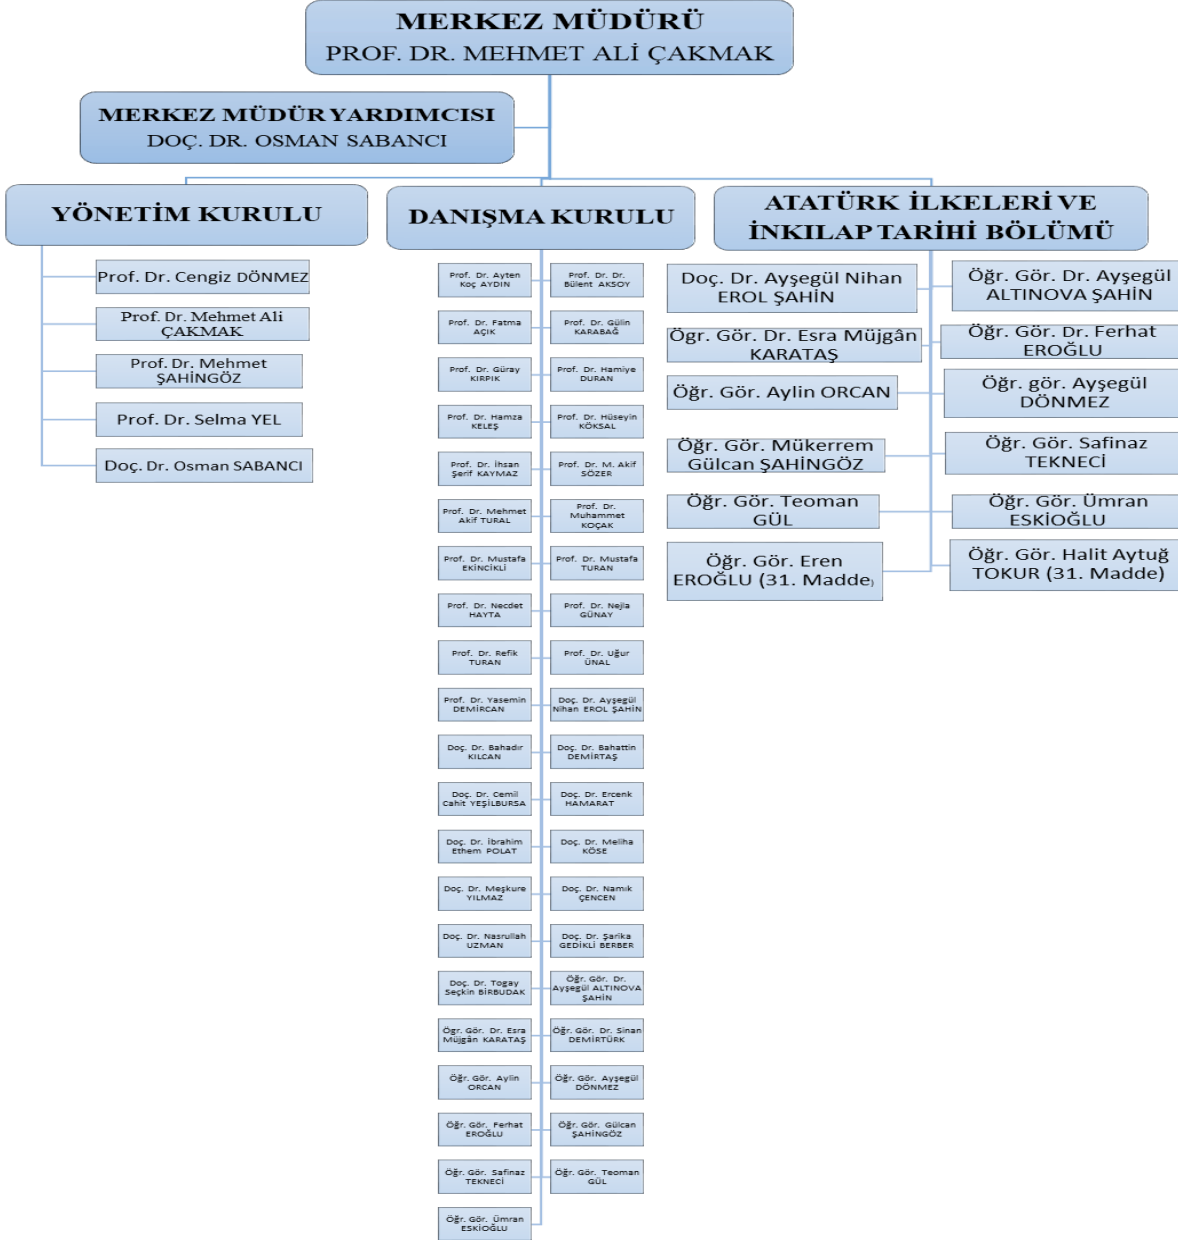 MERKEZ MÜDÜRÜ
PROF. DR. MEHMET ALİ ÇAKMAK
MERKEZ MÜDÜR YARDIMCISI
DOÇ. DR. OSMAN SABANCI
YÖNETİM KURULU
Prof. Dr. Cengiz DÖNMEZ
Prof. Dr. Mehmet Ali
ÇAKMAK
Prof. Dr. Mehmet
ŞAHİNGÖZ
Prof. Dr. Selma YEL
Doç. Dr. Osman SABANCI
DANIŞMA KURULU
Prof. Dr. Ayten
Koç AYDIN
Prof. Dr. Dr.
Bülent AKSOY
Prof. Dr. Fatma
AÇIK
Prof. Dr. Gülin
KARABAĞ
Prof. Dr. Güray
KIRPIK
Prof. Dr. Hamiye
DURAN
Prof. Dr. Hamza
KELEŞ
Prof. Dr. Hüseyin
KÖKSAL
Prof. Dr. İhsan
Şerif KAYMAZ
Prof. Dr. M. Akif
SÖZER
Prof. Dr. Mehmet
Akif TURAL
Prof. Dr.
Muhammet
KOÇAK
Prof. Dr. Mustafa
EKİNCİKLİ
Prof. Dr. Mustafa
TURAN
Prof. Dr. Necdet
HAYTA
Prof. Dr. Nejla
GÜNAY
Prof. Dr. Refik
TURAN
Prof. Dr. Uğur
ÜNAL
Prof. Dr. Yasemin
DEMİRCAN
Doç. Dr. Ayşegül
Nihan EROL ŞAHİN
Doç. Dr. Bahadır
KILCAN
Doç. Dr. Bahattin
DEMİRTAŞ
Doç. Dr. Cemil
Cahit YEŞİLBURSA
Doç. Dr. Ercenk
HAMARAT
Doç. Dr. İbrahim
Ethem POLAT
Doç. Dr. Meliha
KÖSE
Doç. Dr. Meşkure
YILMAZ
Doç. Dr. Namık
ÇENCEN
Doç. Dr. Nasrullah
UZMAN
Doç. Dr. Şarika
GEDİKLİ BERBER
Doç. Dr. Togay
Seçkin BİRBUDAK
Öğr. Gör. Dr.
Ayşegül ALTINOVA
ŞAHİN
Ögr. Gör. Dr. Esra
Müjgân KARATAŞ
Öğr. Gör. Dr. Sinan
DEMİRTÜRK
Öğr. Gör. Aylin
ORCAN
Öğr. Gör. Ayşegül
DÖNMEZ
Öğr. Gör. Ferhat
EROĞLU
Öğr. Gör. Gülcan
ŞAHİNGÖZ
Öğr. Gör. Safinaz
TEKNECİ
Öğr. Gör. Teoman
GÜL
Öğr. Gör. Ümran
ESKİOĞLU
ATATÜRK İLKELERİ VE
İNKILAP TARİHİ BÖLÜMÜ
Doç. Dr. Ayşegül Nihan
EROL ŞAHİN
Öğr. Gör. Dr. Ayşegül
ALTINOVA ŞAHİN
Ögr. Gör. Dr. Esra Müjgân
KARATAŞ
Öğr. Gör. Dr. Ferhat
EROĞLU
Öğr. Gör. Aylin ORCAN
Öğr. gör. Ayşegül
DÖNMEZ
Öğr. Gör. Mükerrem
Gülcan ŞAHİNGÖZ
Öğr. Gör. Safinaz
TEKNECİ
Öğr. Gör. Teoman
GÜL
Öğr. Gör. Ümran
ESKİOĞLU
Öğr. Gör. Eren
EROĞLU (31. Madde)
Öğr. Gör. Halit Aytuğ
TOKUR (31. Madde)